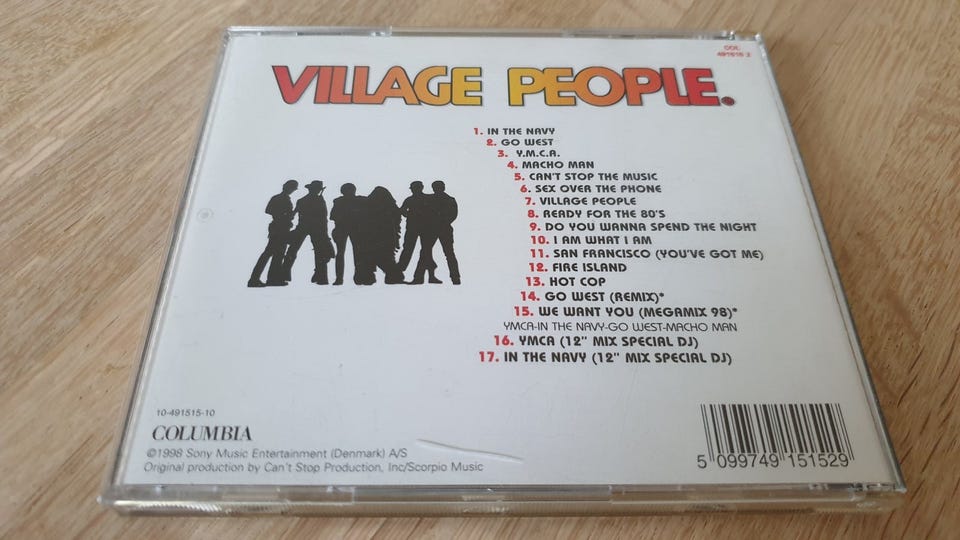 COL:
491515 2
VILLAGE PEOPLE.
1. IN THE NAVY
2. GO WEST
3. Y.M.C.A.
4. MACHO MAN
5. CAN'T STOP THE MUSIC
6. SEX OVER THE PHONE
7. VILLAGE PEOPLE
8. READY FOR THE 80'S
9. DO YOU WANNA SPEND THE NIGHT
10. I AM WHAT I AM
11. SAN FRANCISCO (YOU'VE GOT ME)
12. FIRE ISLAND
13. HOT COP
14. GO WEST (REMIX)*
15. WE WANT YOU (MEGAMIX 98)*
YMCA-IN THE NAVY-GO WEST-MACHO MAN
16. YMCA (12" MIX SPECIAL DJ)
17. IN THE NAVY (12" MIX SPECIAL DJ)
10-491515-10
COLUMBIA
©1998 Sony Music Entertainment (Denmark) A/S
Original production by Can't Stop Production, Inc/Scorpio Music
5 099749 151529